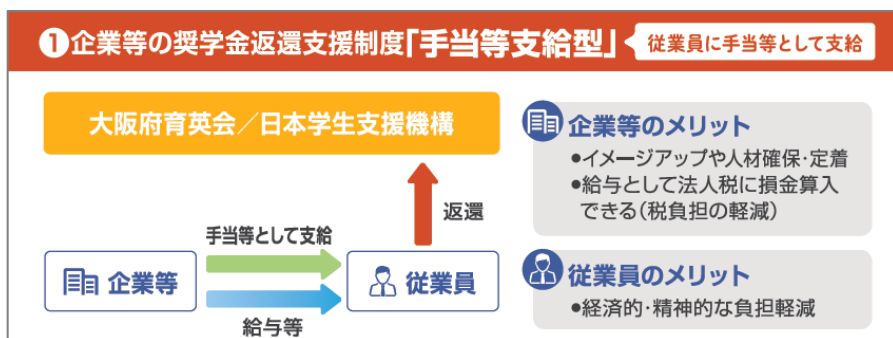 ❶企業等の奨学金返還支援制度「手当等支給型」 従業員に手当等として支給
大阪府育英会／日本学生支援機構
返還
手当等として支給
企業等
従業員
給与等
企業等のメリット
●イメージアップや人材確保・定着
●給与として法人税に損金算入
できる（税負担の軽減）
従業員のメリット
●経済的・精神的な負担軽減